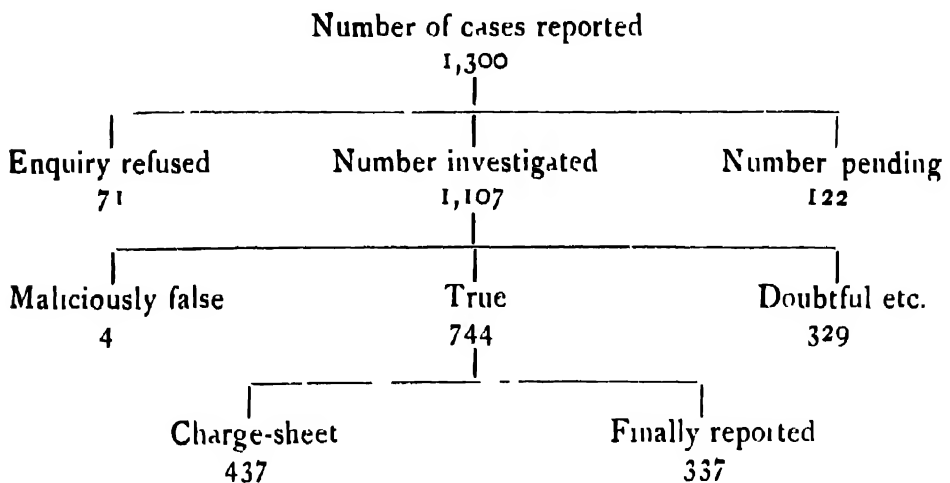 Number of cases reported
1,300
Enquiry refused Number investigated Number pending
71 1,107 122
Maliciously false True Doubtful etc.
4 744 329
Charge-sheet Finally reported
437 337